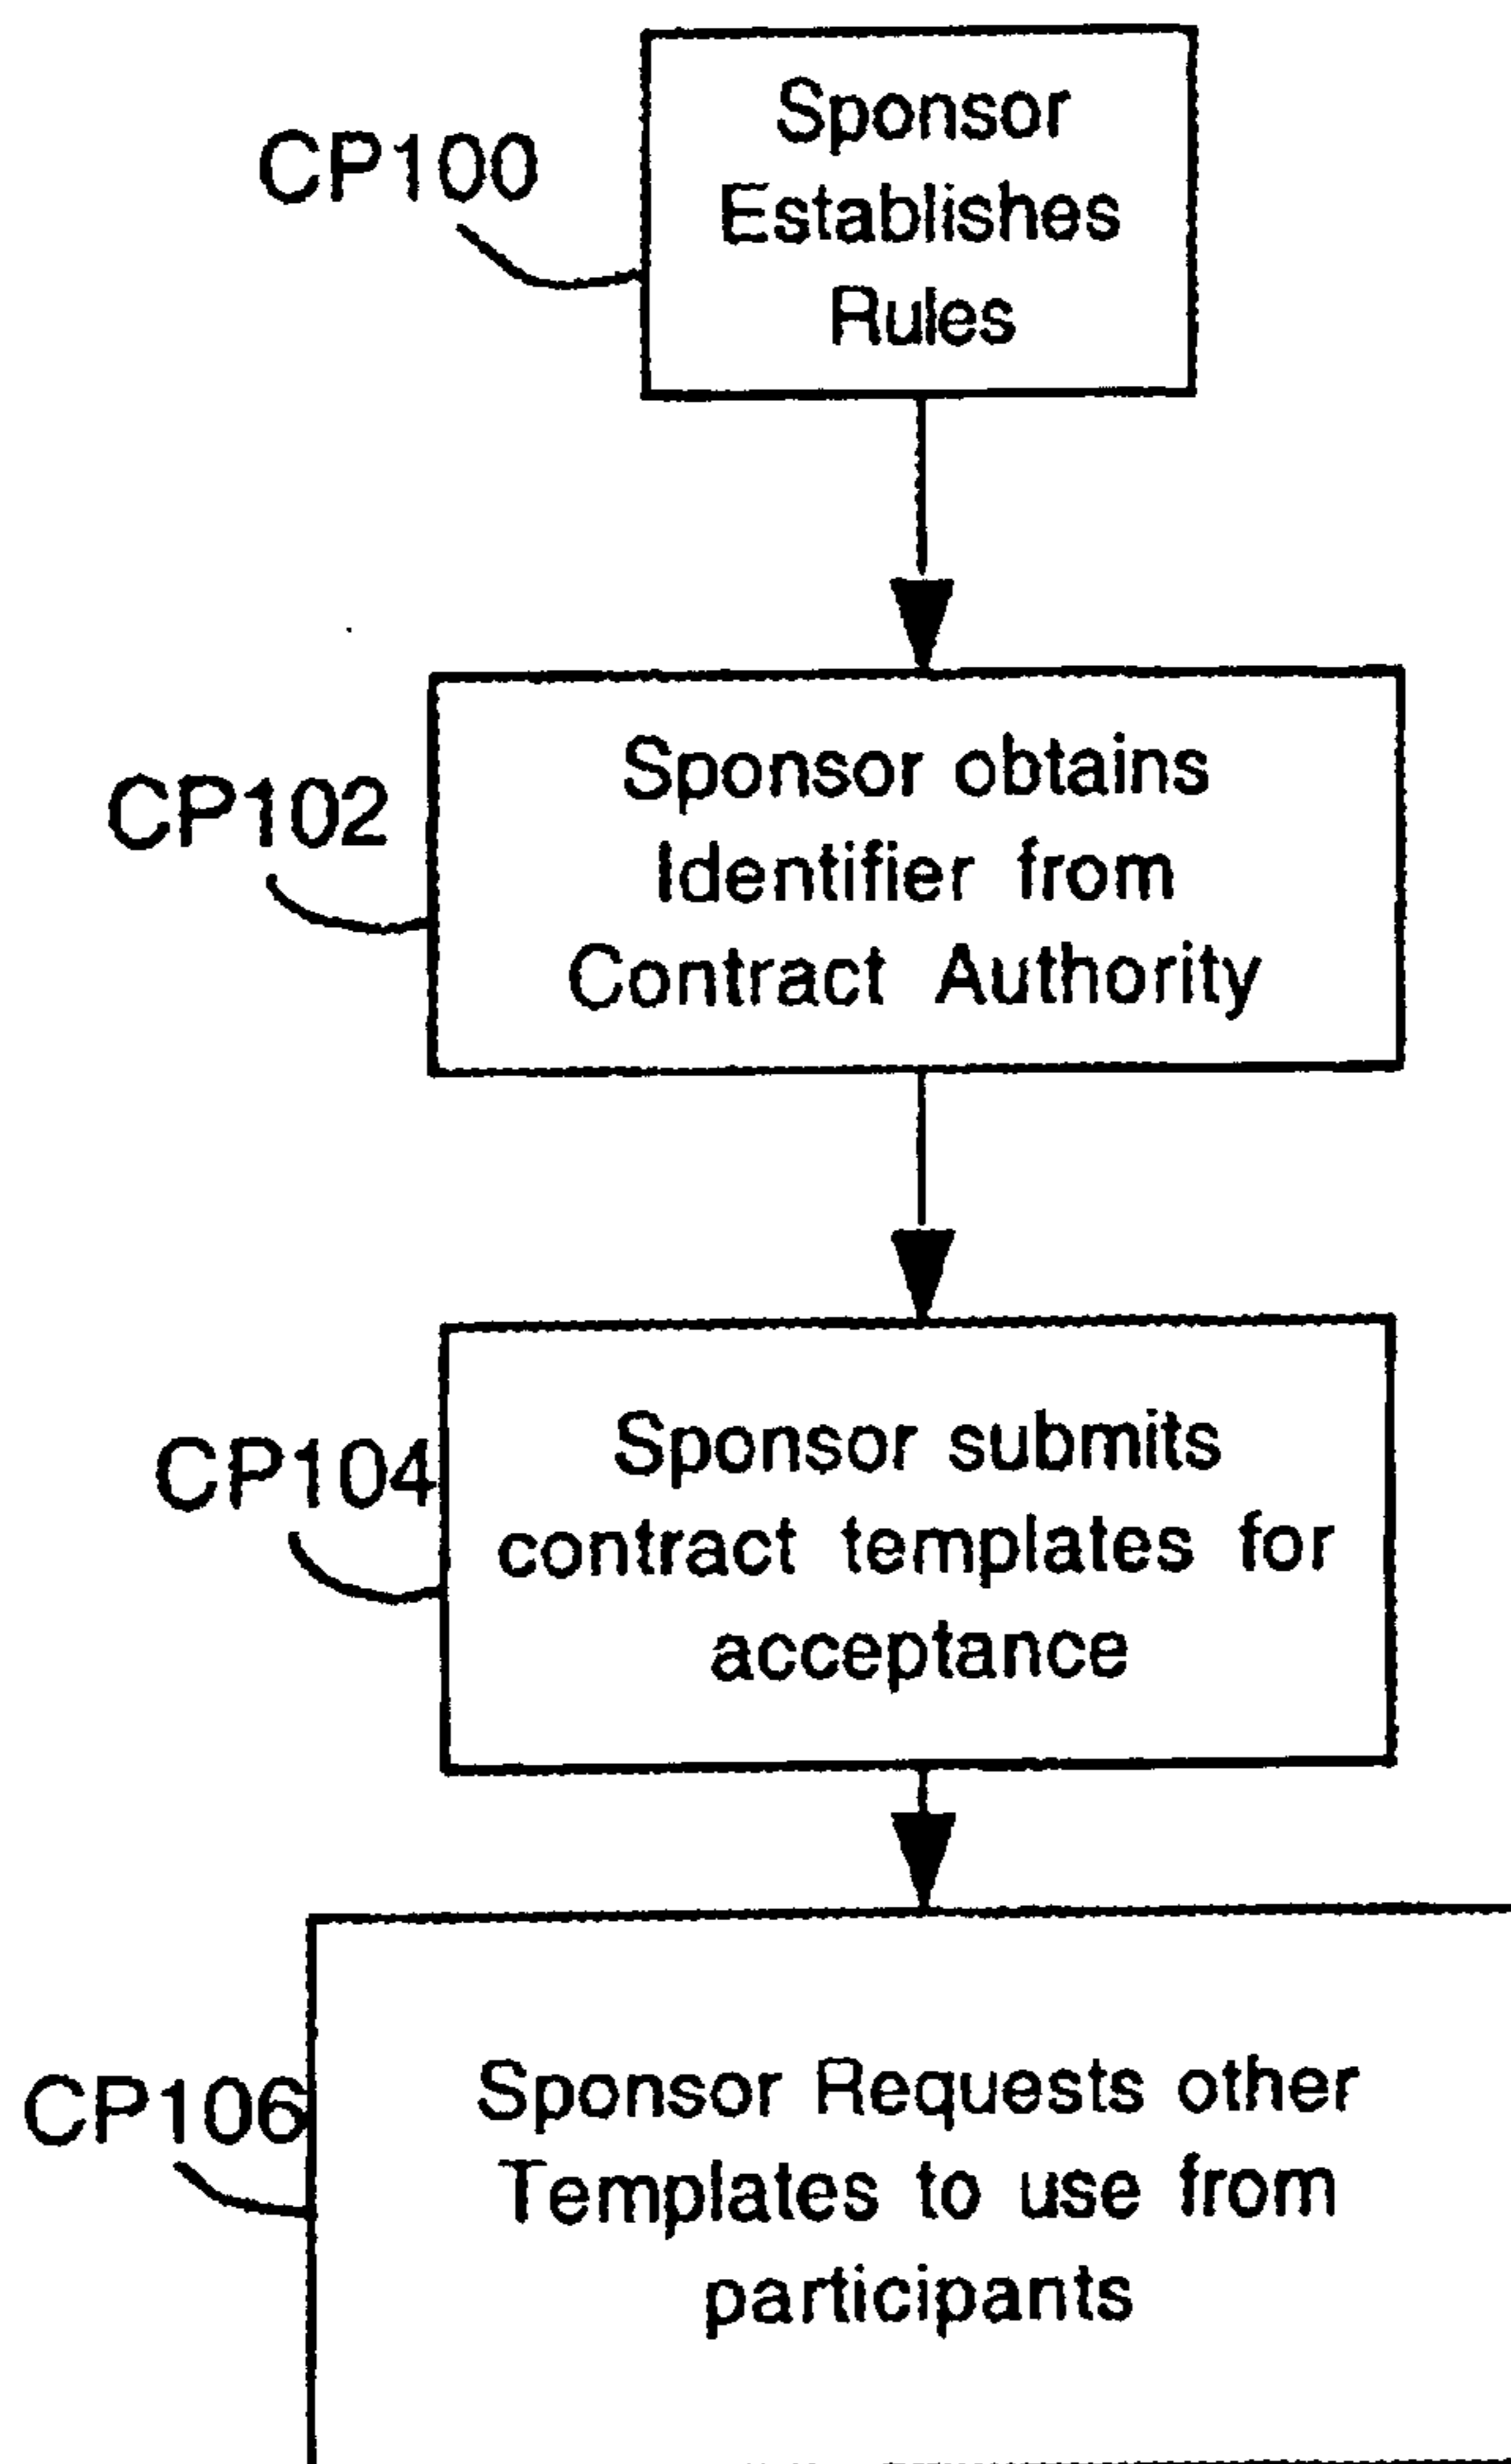 CP100
Sponsor
Establishes
Rules
CP102
Sponsor obtains
Identifier from
Contract Authority
CP104
Sponsor submits
contract templates for
acceptance
CP106
Sponsor Requests other
Templates to use from
participants